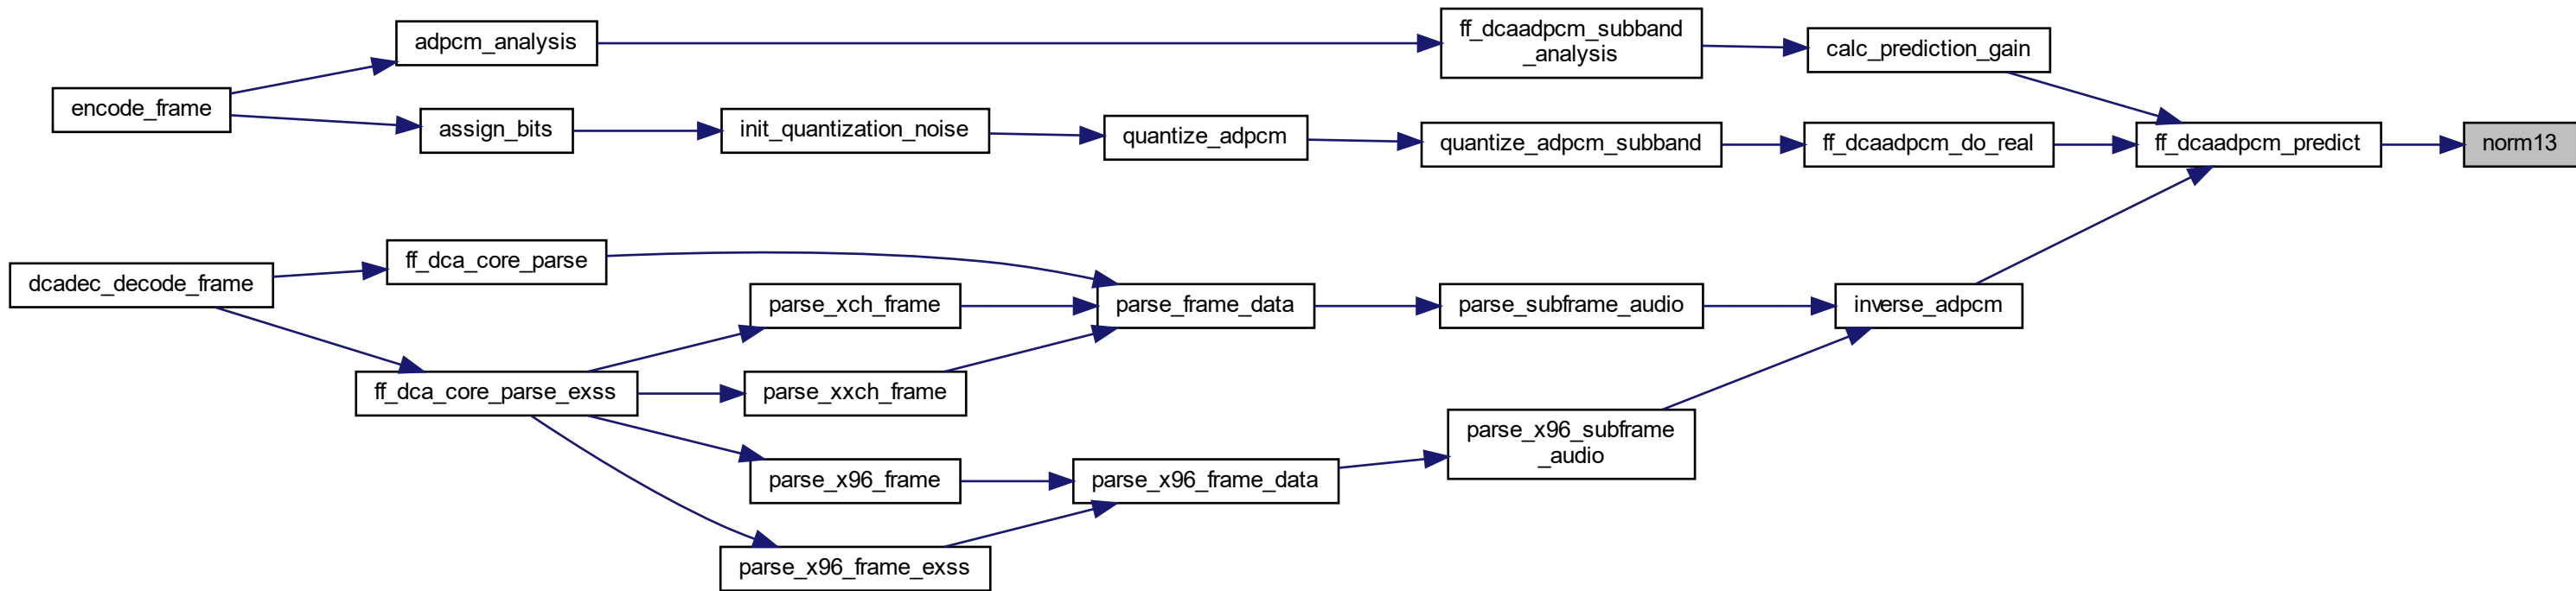 adpcm_analysis
ff_dcaadpcm_subband
_analysis
calc_prediction_gain
encode_frame
assign_bits
init_quantization_noise
quantize_adpcm
quantize_adpcm_subband
ff_dcaadpcm_do_real
ff_dcaadpcm_predict
norm13
dcadec_decode_frame
ff_dca_core_parse
parse_xch_frame
parse_frame_data
parse_subframe_audio
inverse_adpcm
ff_dca_core_parse_exss
parse_xxch_frame
parse_x96_subframe
_audio
parse_x96_frame
parse_x96_frame_data
parse_x96_frame_exss